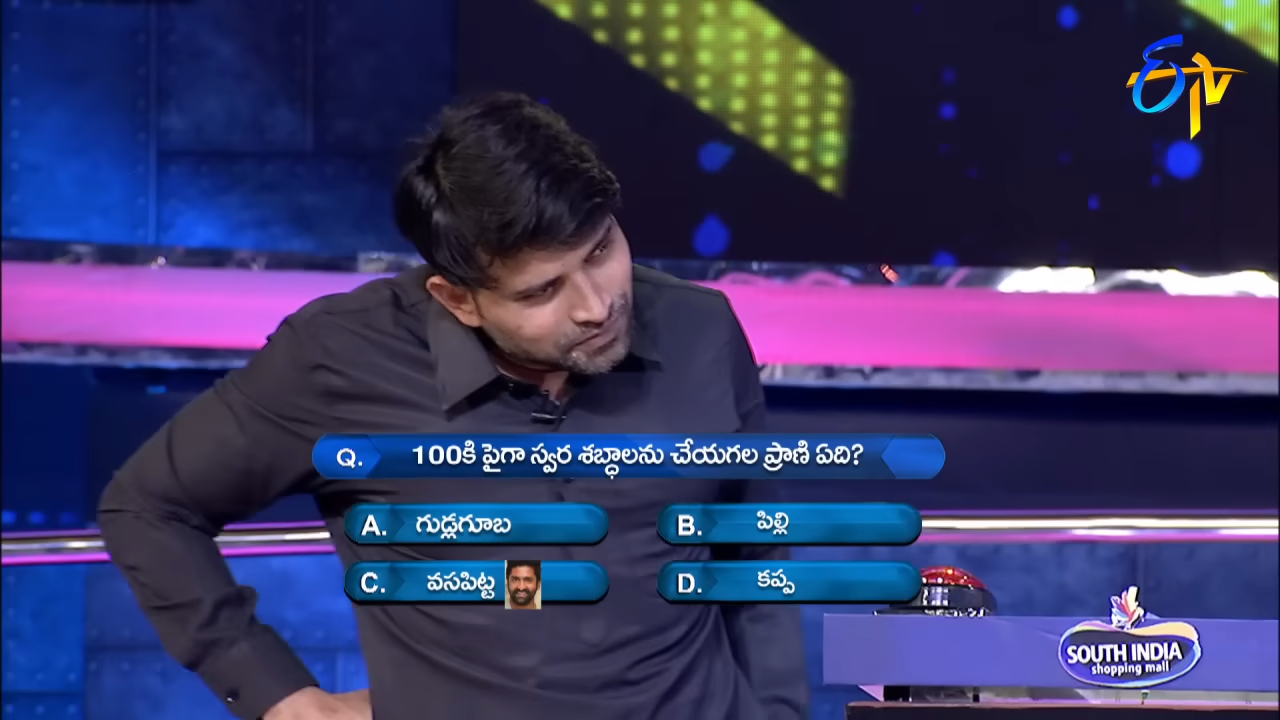 ETV
Q. 100కి పైగా స్వర శబ్ధాలను చేయగల ప్రాణి ఏది?
A. గుడ్లగూబ
B. పిల్లి
C. వసపిట్ట
D. కప్ప
SOUTH INDIA
shopping mall